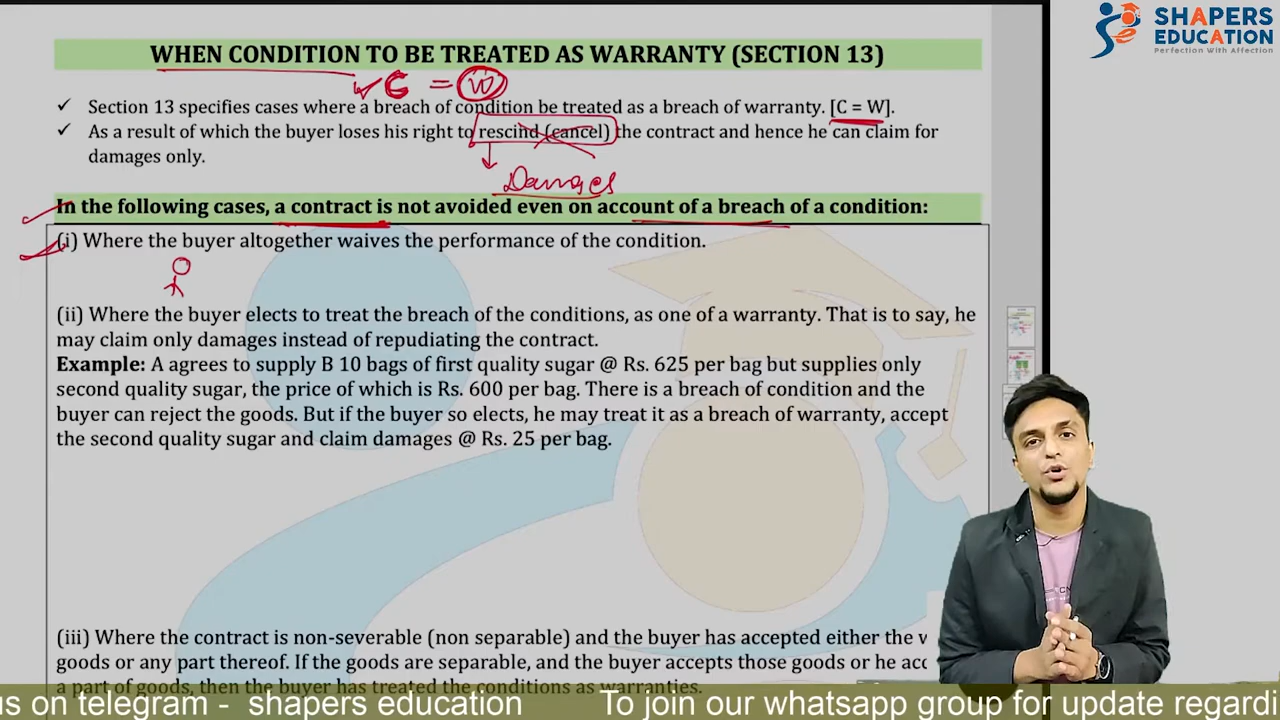 SHAPERS
EDUCATION
Perfection With Affection
WHEN CONDITION TO BE TREATED AS WARRANTY (SECTION 13)
C = W
✓ Section 13 specifies cases where a breach of condition be treated as a breach of warranty. [C = W].
✓ As a result of which the buyer loses his right to rescind (cancel) the contract and hence he can claim for
damages only.
Damages
In the following cases, a contract is not avoided even on account of a breach of a condition:
(i) Where the buyer altogether waives the performance of the condition.
(ii) Where the buyer elects to treat the breach of the conditions, as one of a warranty. That is to say, he
may claim only damages instead of repudiating the contract.
Example: A agrees to supply B 10 bags of first quality sugar @ Rs. 625 per bag but supplies only
second quality sugar, the price of which is Rs. 600 per bag. There is a breach of condition and the
buyer can reject the goods. But if the buyer so elects, he may treat it as a breach of warranty, accept
the second quality sugar and claim damages @ Rs. 25 per bag.
(iii) Where the contract is non-severable (non separable) and the buyer has accepted either the
goods or any part thereof. If the goods are separable, and the buyer accepts those goods or he acc
a part of goods, then the buyer has treated the conditions as warranties.
us on telegram - shapers education To join our whatsapp group for update regardi